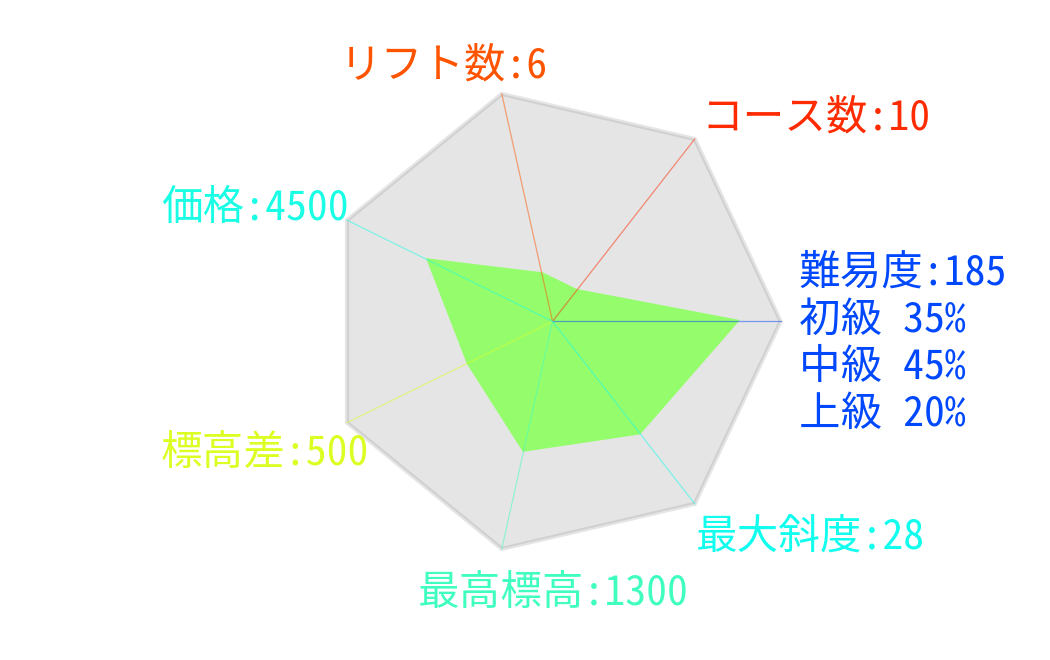 リフト数:6
コース数:10
価格:4500
難易度:185
初級 35%
中級 45%
上級 20%
標高差:500
最大斜度:28
最高標高:1300